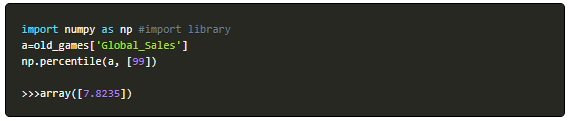 import numpy as np #import library
a=old_games['Global_Sales']
np.percentile(a, [99])
>>>array([7.8235])